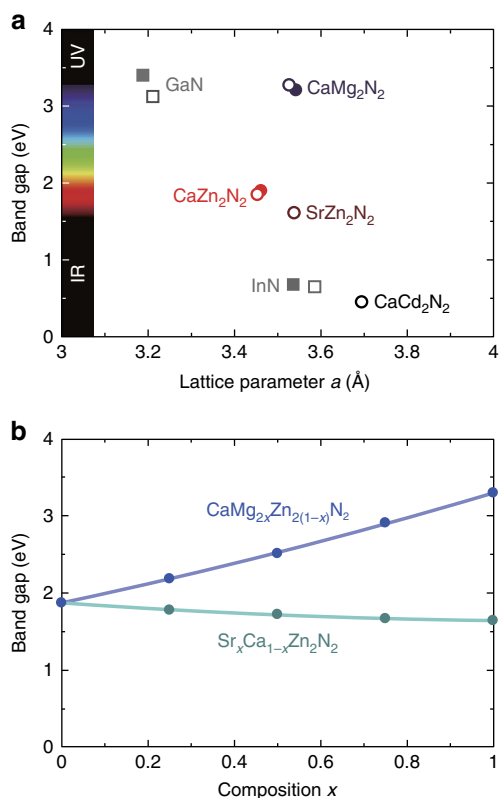 a
UV
IR
Band gap (eV)
4
3
2
1
0
GaN
CaMg₂N₂
CaZn₂N₂
SrZn₂N₂
InN
CaCd₂N₂
3 3.2 3.4 3.6 3.8 4
Lattice parameter a (Å)
b
Band gap (eV)
4
3
2
1
0
CaMg₂ₓZn₂₍₁₋ₓ₎N₂
SrₓCa₁₋ₓZn₂N₂
0 0.2 0.4 0.6 0.8 1
Composition x